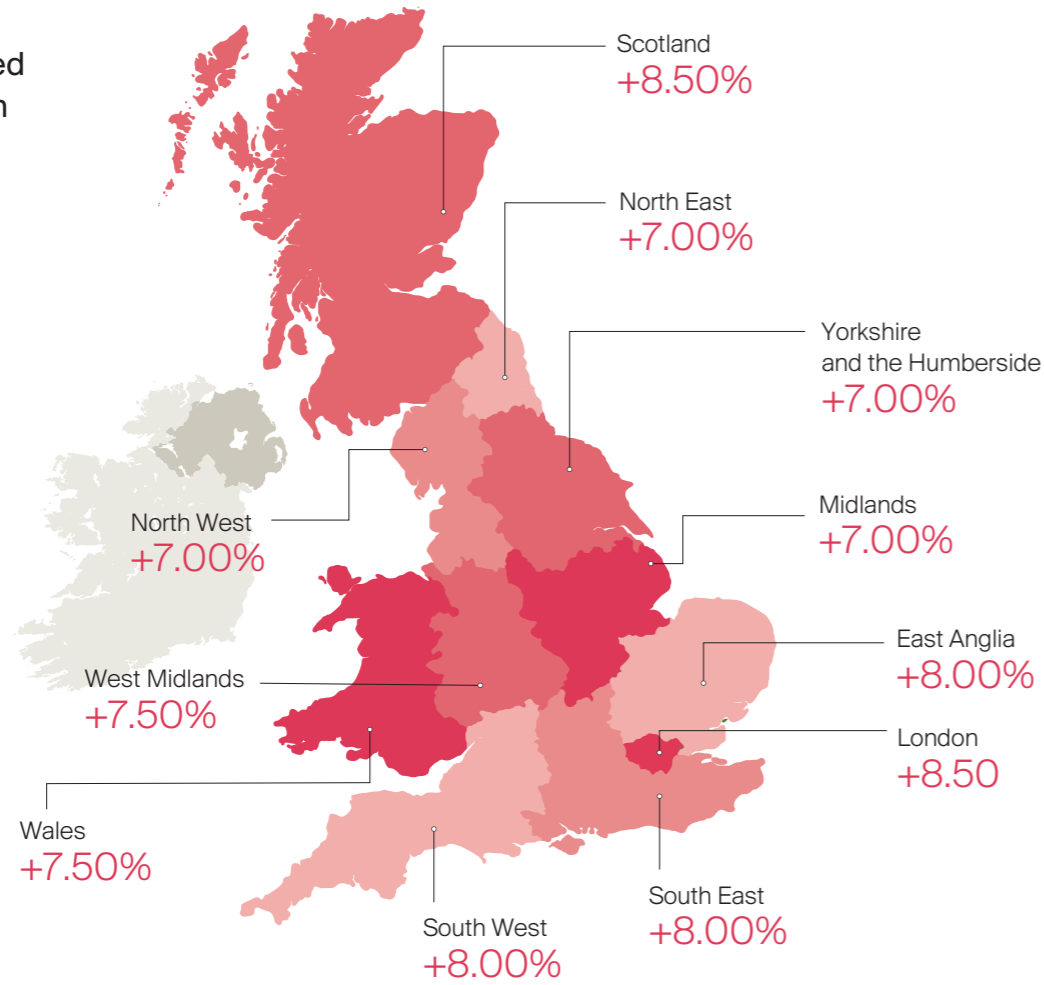 ed
n
Scotland
+8.50%
North East
+7.00%
Yorkshire
and the Humberside
+7.00%
Midlands
+7.00%
North West
+7.00%
East Anglia
+8.00%
West Midlands
+7.50%
London
+8.50
Wales
+7.50%
South East
+8.00%
South West
+8.00%